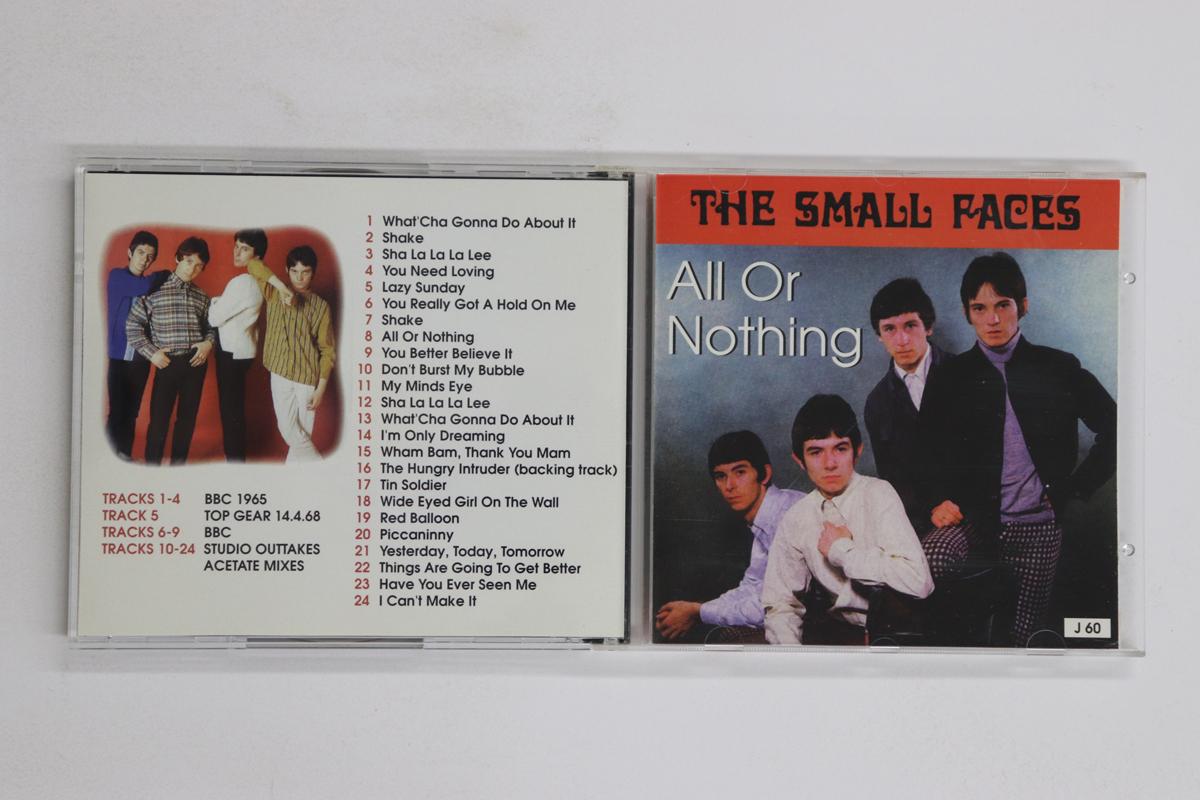 1 What'Cha Gonna Do About It
2 Shake
3 Sha La La La Lee
4 You Need Loving
5 Lazy Sunday
6 You Really Got A Hold On Me
7 Shake
8 All Or Nothing
9 You Better Believe It
10 Don't Burst My Bubble
11 My Minds Eye
12 Sha La La La Lee
13 What'Cha Gonna Do About It
14 I'm Only Dreaming
15 Wham Bam, Thank You Mam
16 The Hungry Intruder (backing track)
17 Tin Soldier
18 Wide Eyed Girl On The Wall
19 Red Balloon
20 Piccaninny
21 Yesterday, Today, Tomorrow
22 Things Are Going To Get Better
23 Have You Ever Seen Me
24 I Can't Make It
TRACKS 1-4 BBC 1965
TRACK 5 TOP GEAR 14.4.68
TRACKS 6-9 BBC
TRACKS 10-24 STUDIO OUTTAKES
ACETATE MIXES
THE SMALL FACES
All Or
Nothing
J 60